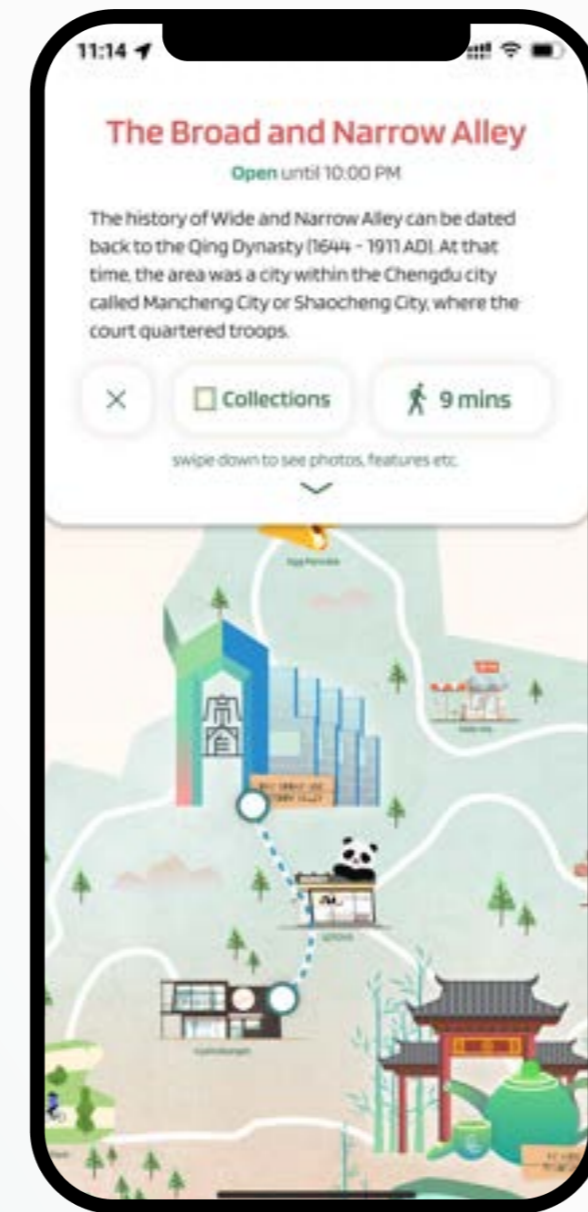 11:14
The Broad and Narrow Alley
Open until 10:00 PM
The history of Wide and Narrow Alley can be dated
back to the Qing Dynasty (1644 - 1911 AD). At that
time, the area was a city within the Chengdu city
called Mancheng City or Shaocheng City, where the
court quartered troops.
Collections
9 mins
swipe down to see photos, features etc.
Egg Pancake